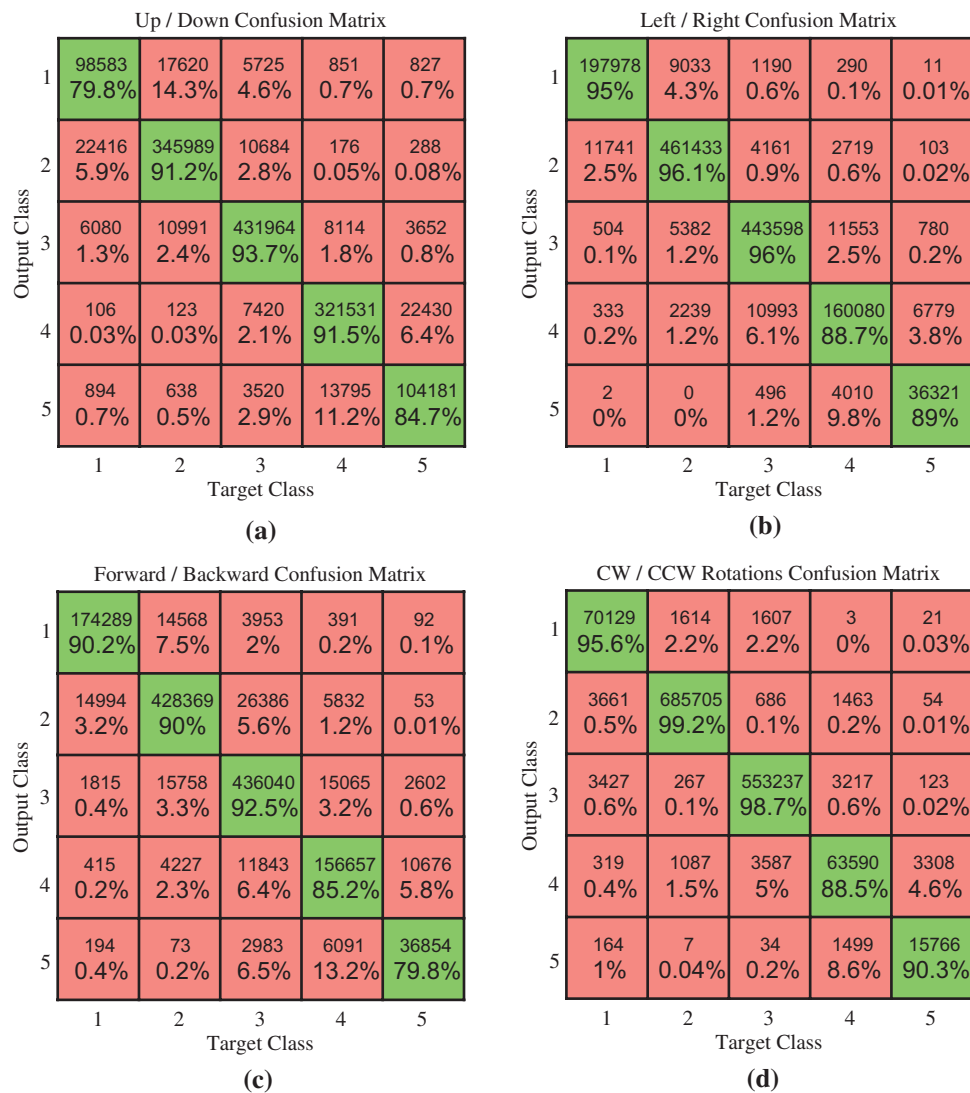 Up / Down Confusion Matrix
98583 17620 5725 851 827
1 79.8% 14.3% 4.6% 0.7% 0.7%
22416 345989 10684 176 288
2 5.9% 91.2% 2.8% 0.05% 0.08%
6080 10991 431964 8114 3652
3 1.3% 2.4% 93.7% 1.8% 0.8%
106 123 7420 321531 22430
4 0.03% 0.03% 2.1% 91.5% 6.4%
894 638 3520 13795 104181
5 0.7% 0.5% 2.9% 11.2% 84.7%
Output Class
1 2 3 4 5
Target Class
(a)
Left / Right Confusion Matrix
197978 9033 1190 290 11
1 95% 4.3% 0.6% 0.1% 0.01%
11741 461433 4161 2719 103
2 2.5% 96.1% 0.9% 0.6% 0.02%
504 5382 443598 11553 780
3 0.1% 1.2% 96% 2.5% 0.2%
333 2239 10993 160080 6779
4 0.2% 1.2% 6.1% 88.7% 3.8%
2 0 496 4010 36321
5 0% 0% 1.2% 9.8% 89%
Output Class
1 2 3 4 5
Target Class
(b)
Forward / Backward Confusion Matrix
174289 14568 3953 391 92
1 90.2% 7.5% 2% 0.2% 0.1%
14994 428369 26386 5832 53
2 3.2% 90% 5.6% 1.2% 0.01%
1815 15758 436040 15065 2602
3 0.4% 3.3% 92.5% 3.2% 0.6%
415 4227 11843 156657 10676
4 0.2% 2.3% 6.4% 85.2% 5.8%
194 73 2983 6091 36854
5 0.4% 0.2% 6.5% 13.2% 79.8%
Output Class
1 2 3 4 5
Target Class
(c)
CW / CCW Rotations Confusion Matrix
70129 1614 1607 3 21
1 95.6% 2.2% 2.2% 0% 0.03%
3661 685705 686 1463 54
2 0.5% 99.2% 0.1% 0.2% 0.01%
3427 267 553237 3217 123
3 0.6% 0.1% 98.7% 0.6% 0.02%
319 1087 3587 63590 3308
4 0.4% 1.5% 5% 88.5% 4.6%
164 7 34 1499 15766
5 1% 0.04% 0.2% 8.6% 90.3%
Output Class
1 2 3 4 5
Target Class
(d)